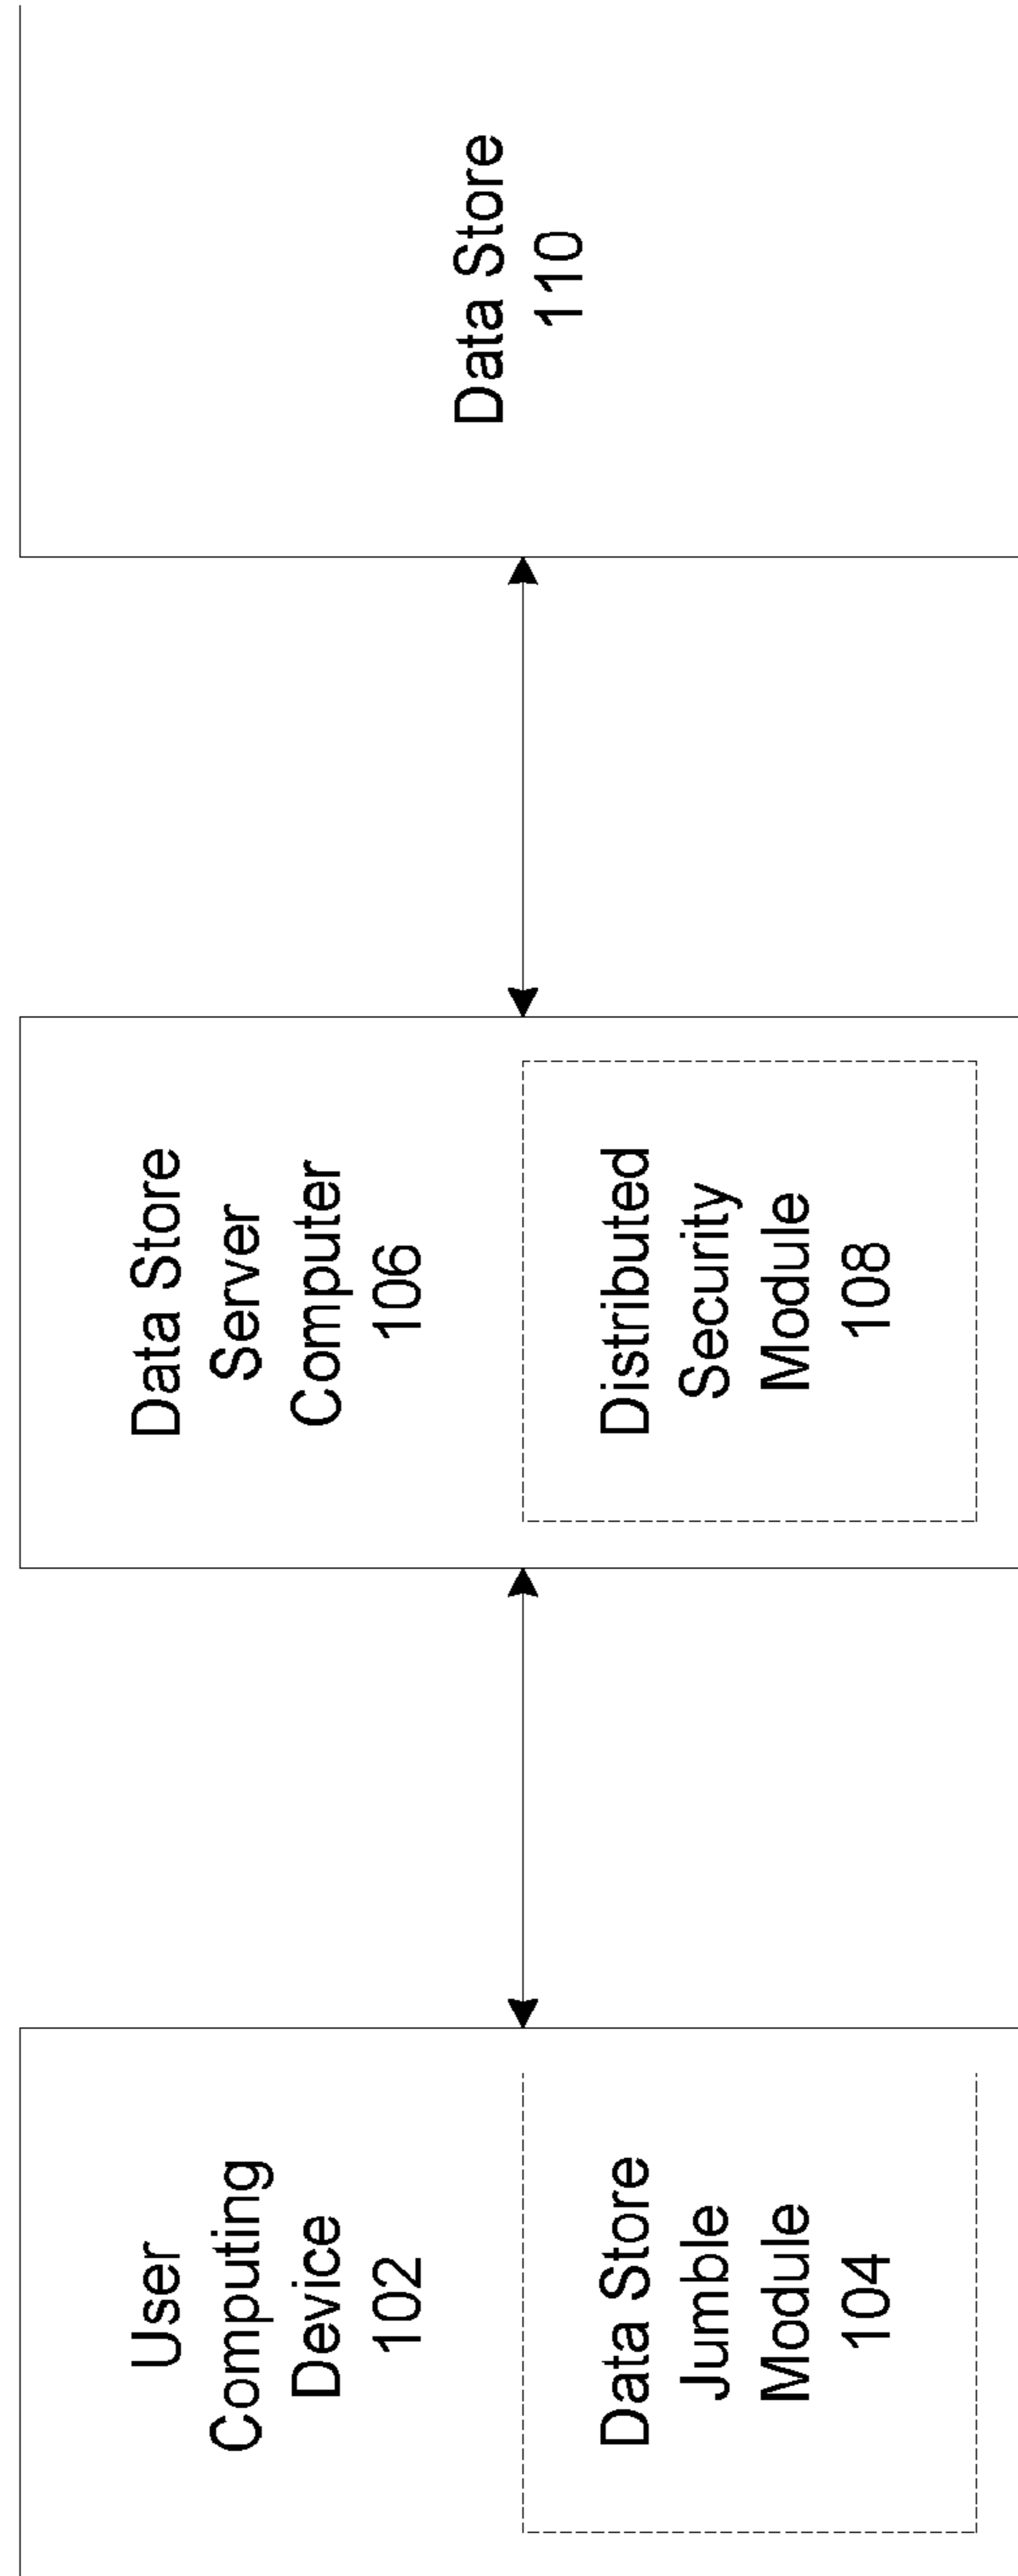 User
Computing
Device
102
Data Store
Jumble
Module
104
Data Store
Server
Computer
106
Distributed
Security
Module
108
Data Store
110